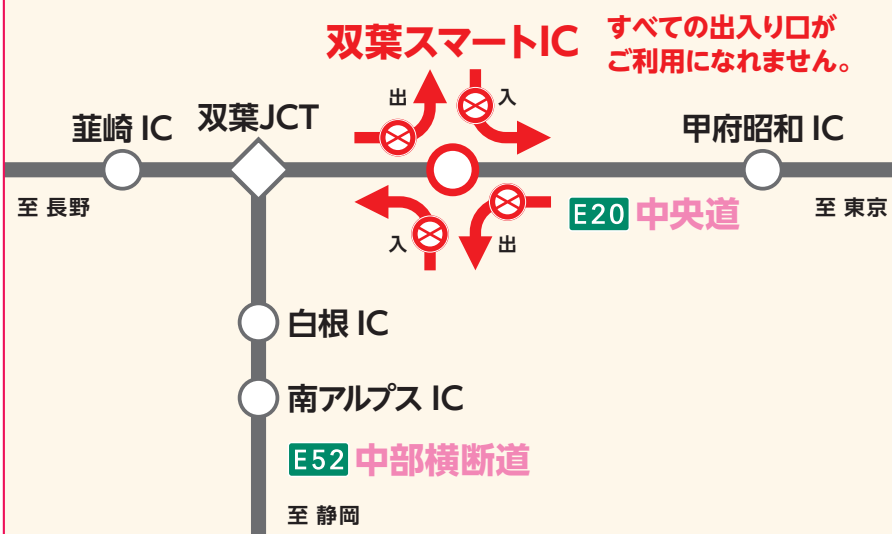 双葉スマートIC
すべての出入り口が
ご利用になれません。
出
入
韮崎 IC
双葉JCT
甲府昭和 IC
至 長野
入
出
E20 中央道
至 東京
白根 IC
南アルプス IC
E52 中部横断道
至 静岡